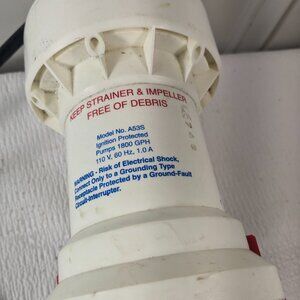 KEEP STRAINER & IMPELLER
FREE OF DEBRIS
Model No. A53S
Ignition Protected
Pumps 1800 GPH
110 V, 60 Hz, 1.0 A
WARNING - Risk of Electrical Shock,
Connect Only to a Grounding Type
Receptacle Protected by a Ground-Fault
Circuit-Interrupter.